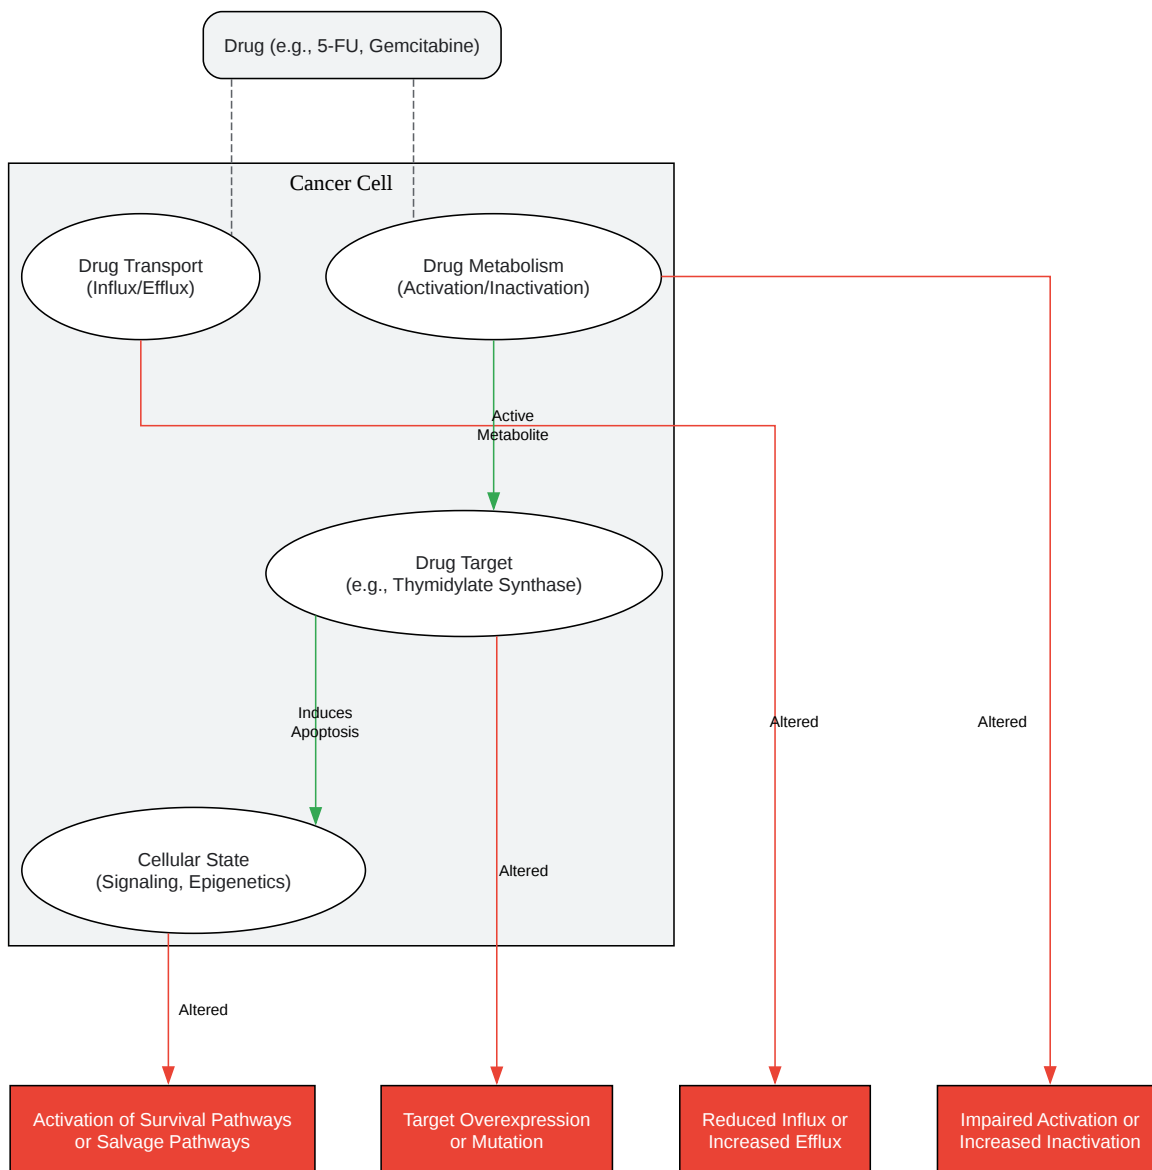 Drug (e.g., 5-FU, Gemcitabine)
Cancer Cell
Drug Transport
(Influx/Efflux)
Drug Metabolism
(Activation/Inactivation)
Active
Metabolite
Drug Target
(e.g., Thymidylate Synthase)
Induces
Apoptosis
Altered
Altered
Cellular State
(Signaling, Epigenetics)
Altered
Altered
Activation of Survival Pathways
or Salvage Pathways
Target Overexpression
or Mutation
Reduced Influx or
Increased Efflux
Impaired Activation or
Increased Inactivation